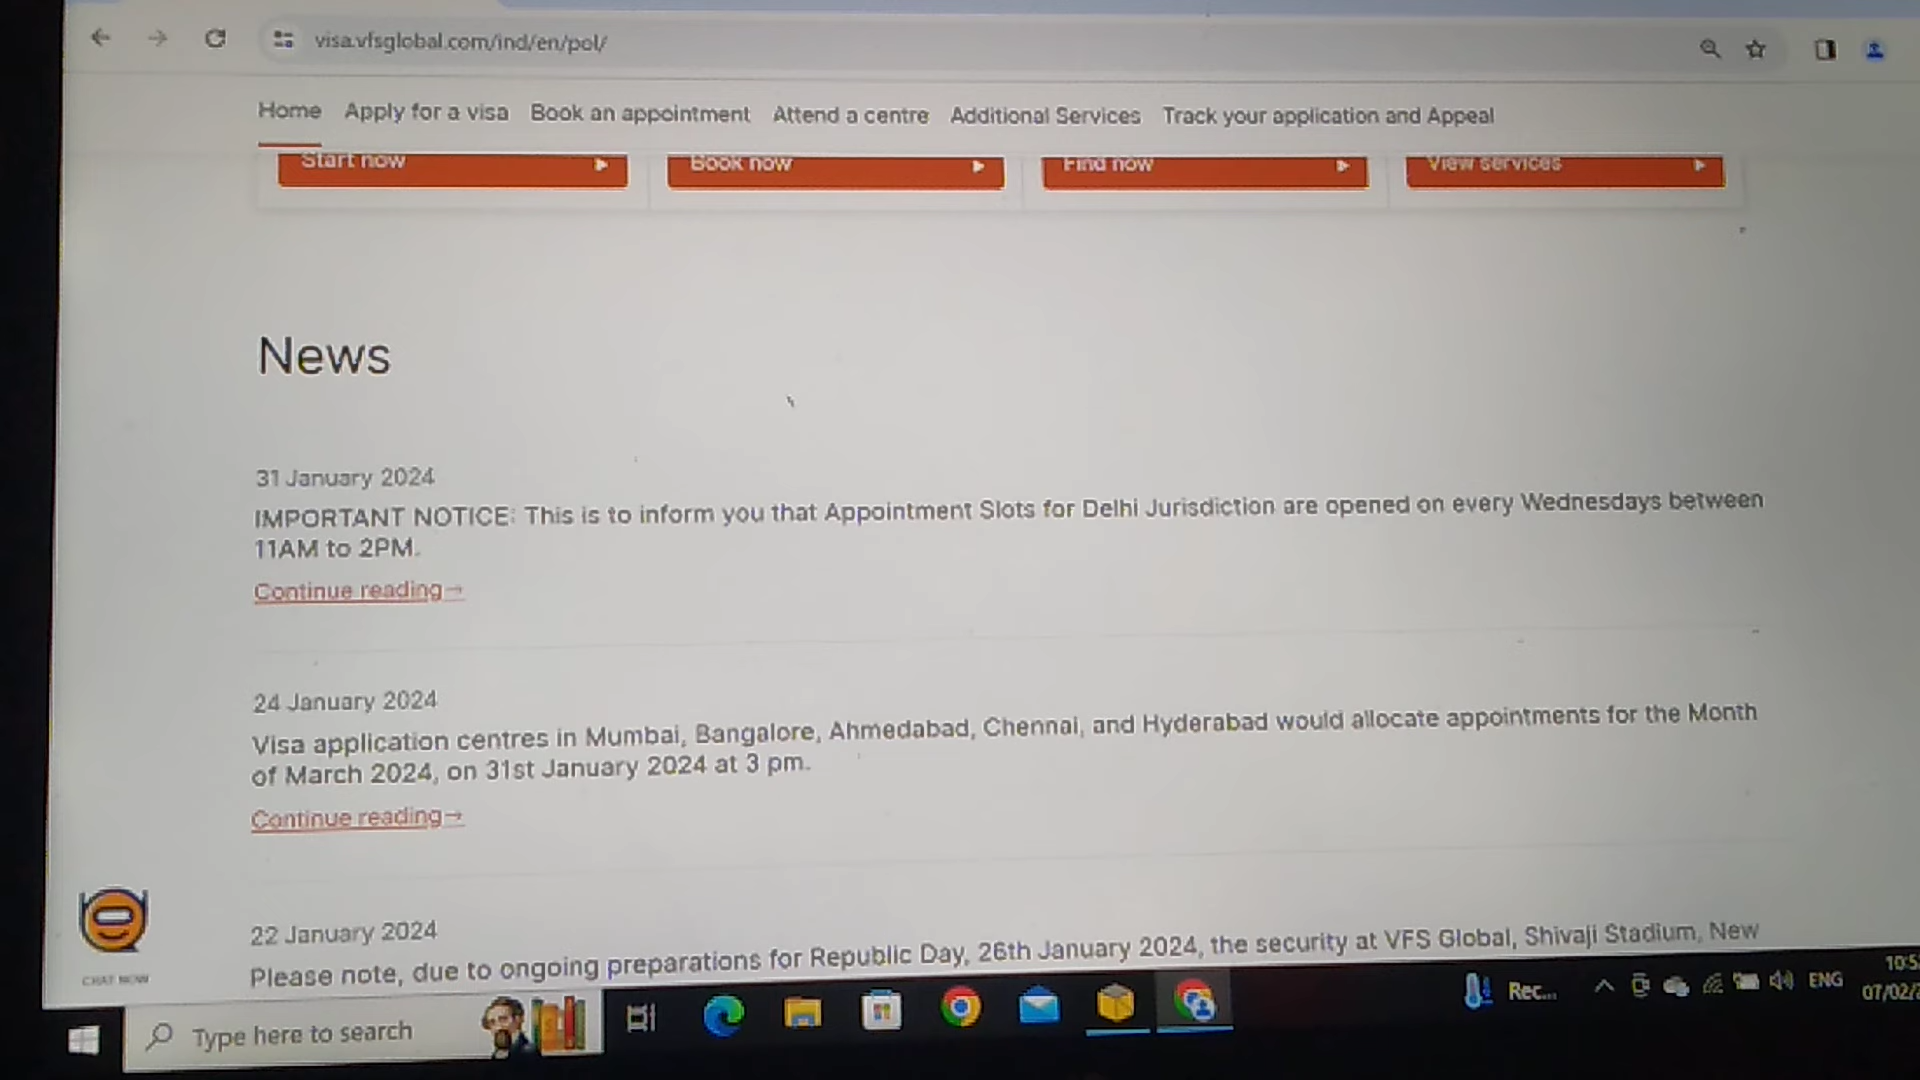 visa.vfsglobal.com/ind/en/pol/
Home Apply for a visa Book an appointment Attend a centre Additional Services Track your application and Appeal
Start now Book now Find now View services
News
31 January 2024
IMPORTANT NOTICE: This is to inform you that Appointment Slots for Delhi Jurisdiction are opened on every Wednesdays between
11AM to 2PM.
Continue reading→
24 January 2024
Visa application centres in Mumbai, Bangalore, Ahmedabad, Chennai, and Hyderabad would allocate appointments for the Month
of March 2024, on 31st January 2024 at 3 pm.
Continue reading→
22 January 2024
Please note, due to ongoing preparations for Republic Day, 26th January 2024, the security at VFS Global, Shivaji Stadium, New
CHAT NOW
Type here to search
Rec...
ENG
10:5
07/02/